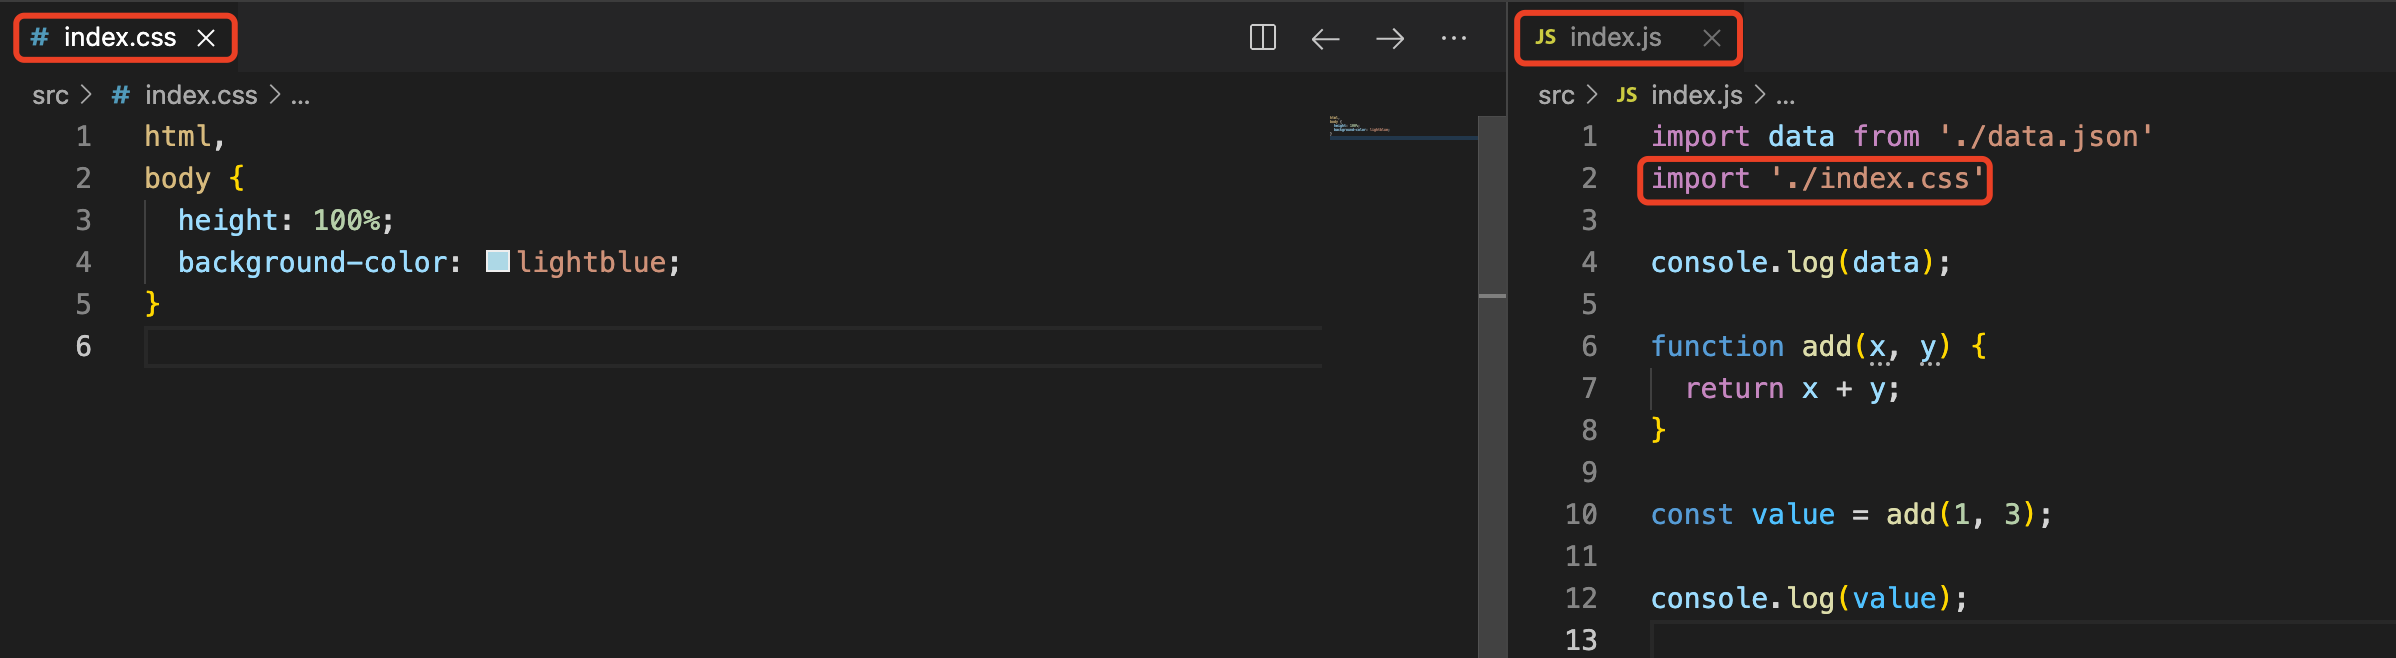 # index.css
src > # index.css > ...
1 html,
2 body {
3 height: 100%;
4 background-color: lightblue;
5 }
6
JS index.js
src > JS index.js > ...
1 import data from './data.json'
2 import './index.css'
3
4 console.log(data);
5
6 function add(x, y) {
7 return x + y;
8 }
9
10 const value = add(1, 3);
11
12 console.log(value);
13